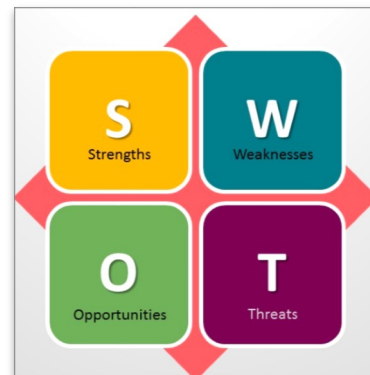 S
Strengths
W
Weaknesses
O
Opportunities
T
Threats